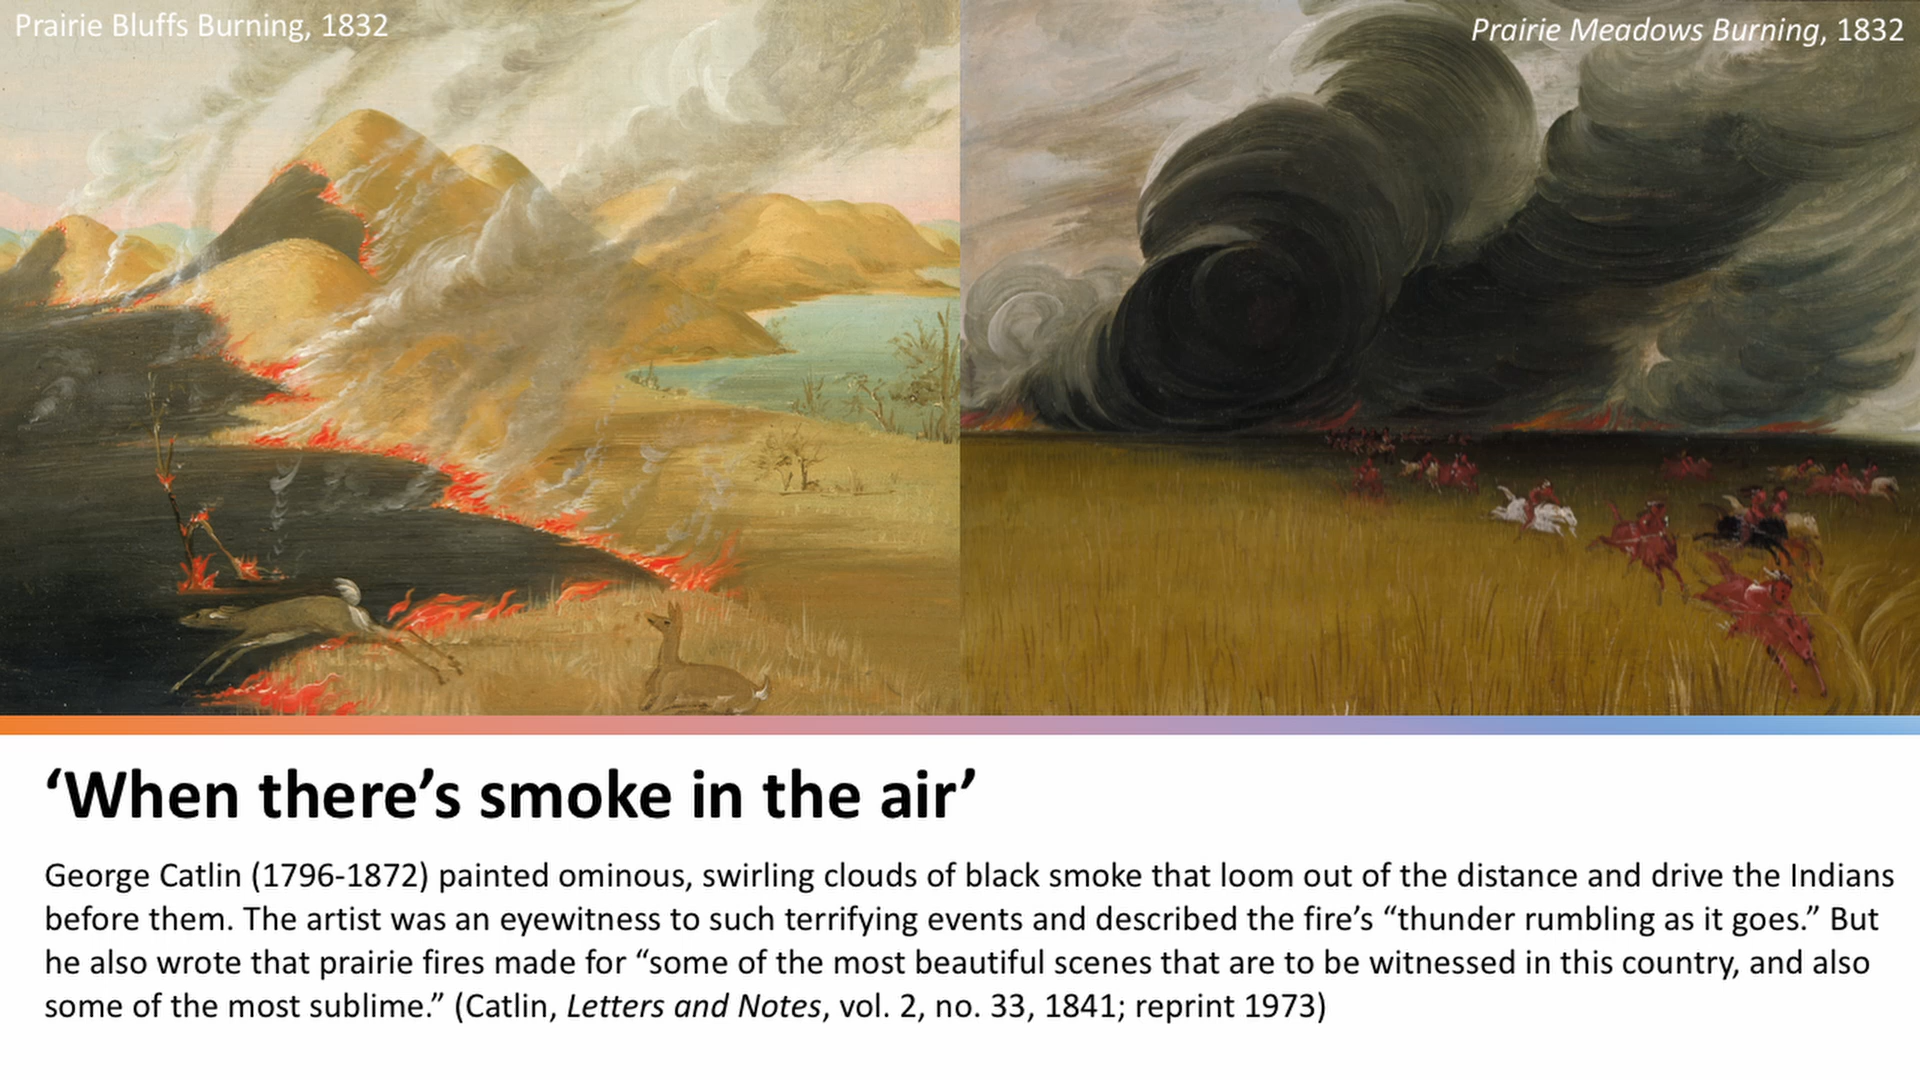 Prairie Bluffs Burning, 1832
Prairie Meadows Burning, 1832
‘When there’s smoke in the air’
George Catlin (1796-1872) painted ominous, swirling clouds of black smoke that loom out of the distance and drive the Indians
before them. The artist was an eyewitness to such terrifying events and described the fire’s “thunder rumbling as it goes.” But
he also wrote that prairie fires made for “some of the most beautiful scenes that are to be witnessed in this country, and also
some of the most sublime.” (Catlin, Letters and Notes, vol. 2, no. 33, 1841; reprint 1973)